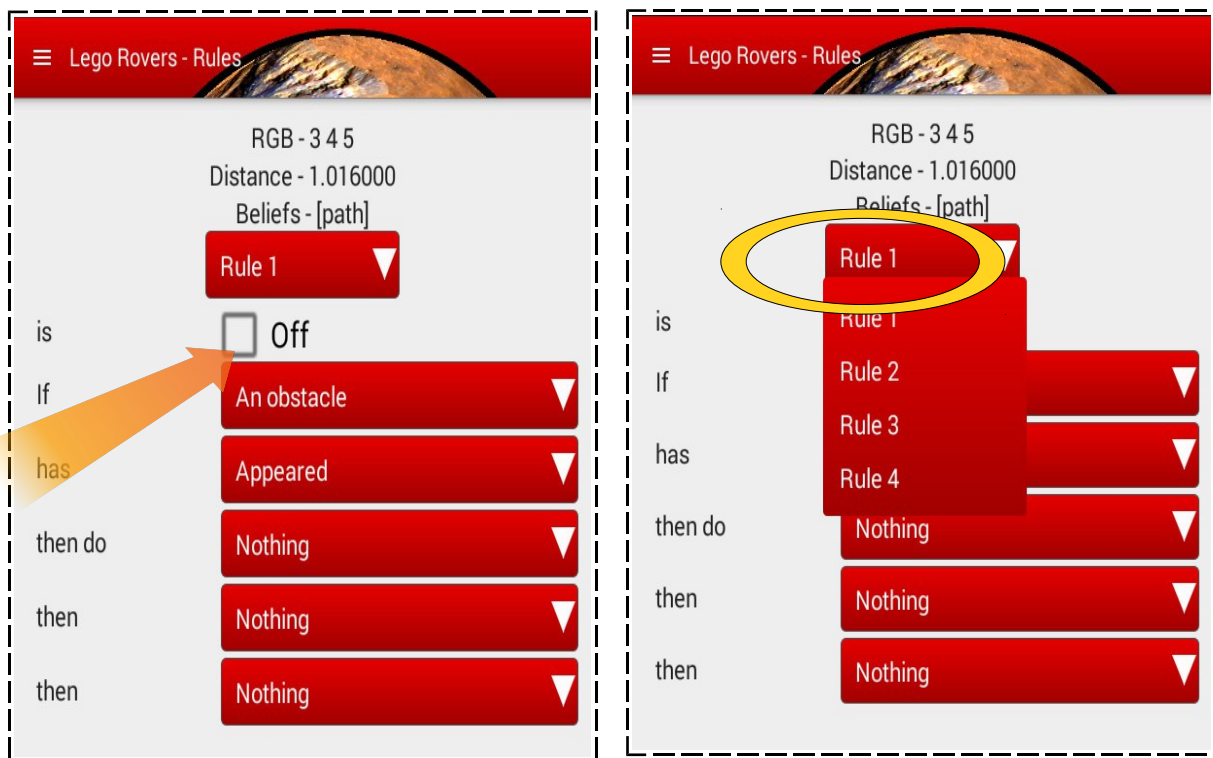 Lego Rovers - Rules
RGB - 3 4 5
Distance - 1.016000
Beliefs - [path]
Rule 1
is Off
If An obstacle
has Appeared
then do Nothing
then Nothing
then Nothing
Lego Rovers - Rules
RGB - 3 4 5
Distance - 1.016000
Beliefs - [path]
Rule 1
Rule 1
is
Rule 2
If
Rule 3
has
Rule 4
then do Nothing
then Nothing
then Nothing